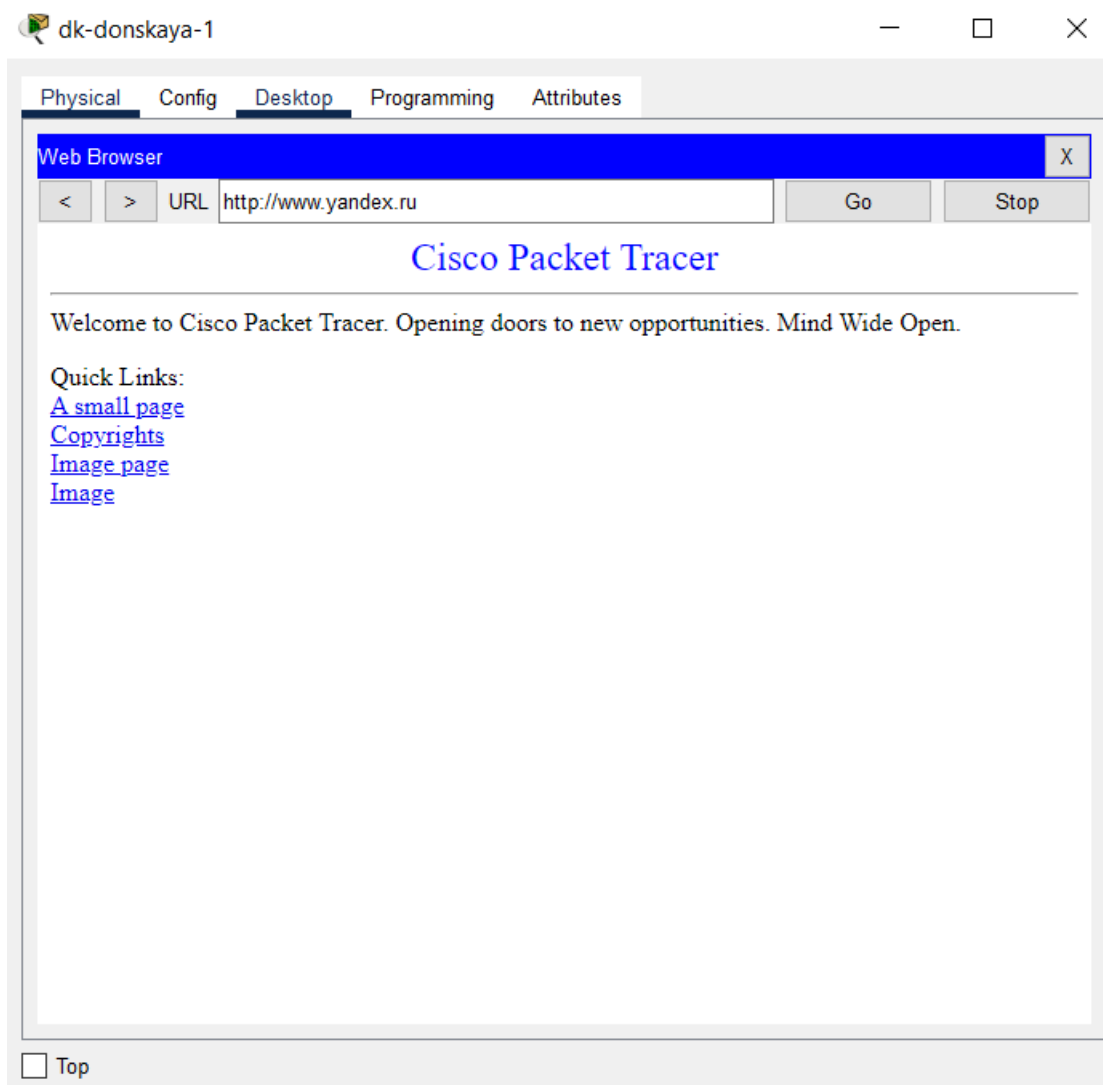 dk-donskaya-1
Physical Config Desktop Programming Attributes
Web Browser X
< > URL http://www.yandex.ru Go Stop
Cisco Packet Tracer
Welcome to Cisco Packet Tracer. Opening doors to new opportunities. Mind Wide Open.
Quick Links:
A small page
Copyrights
Image page
Image
Top